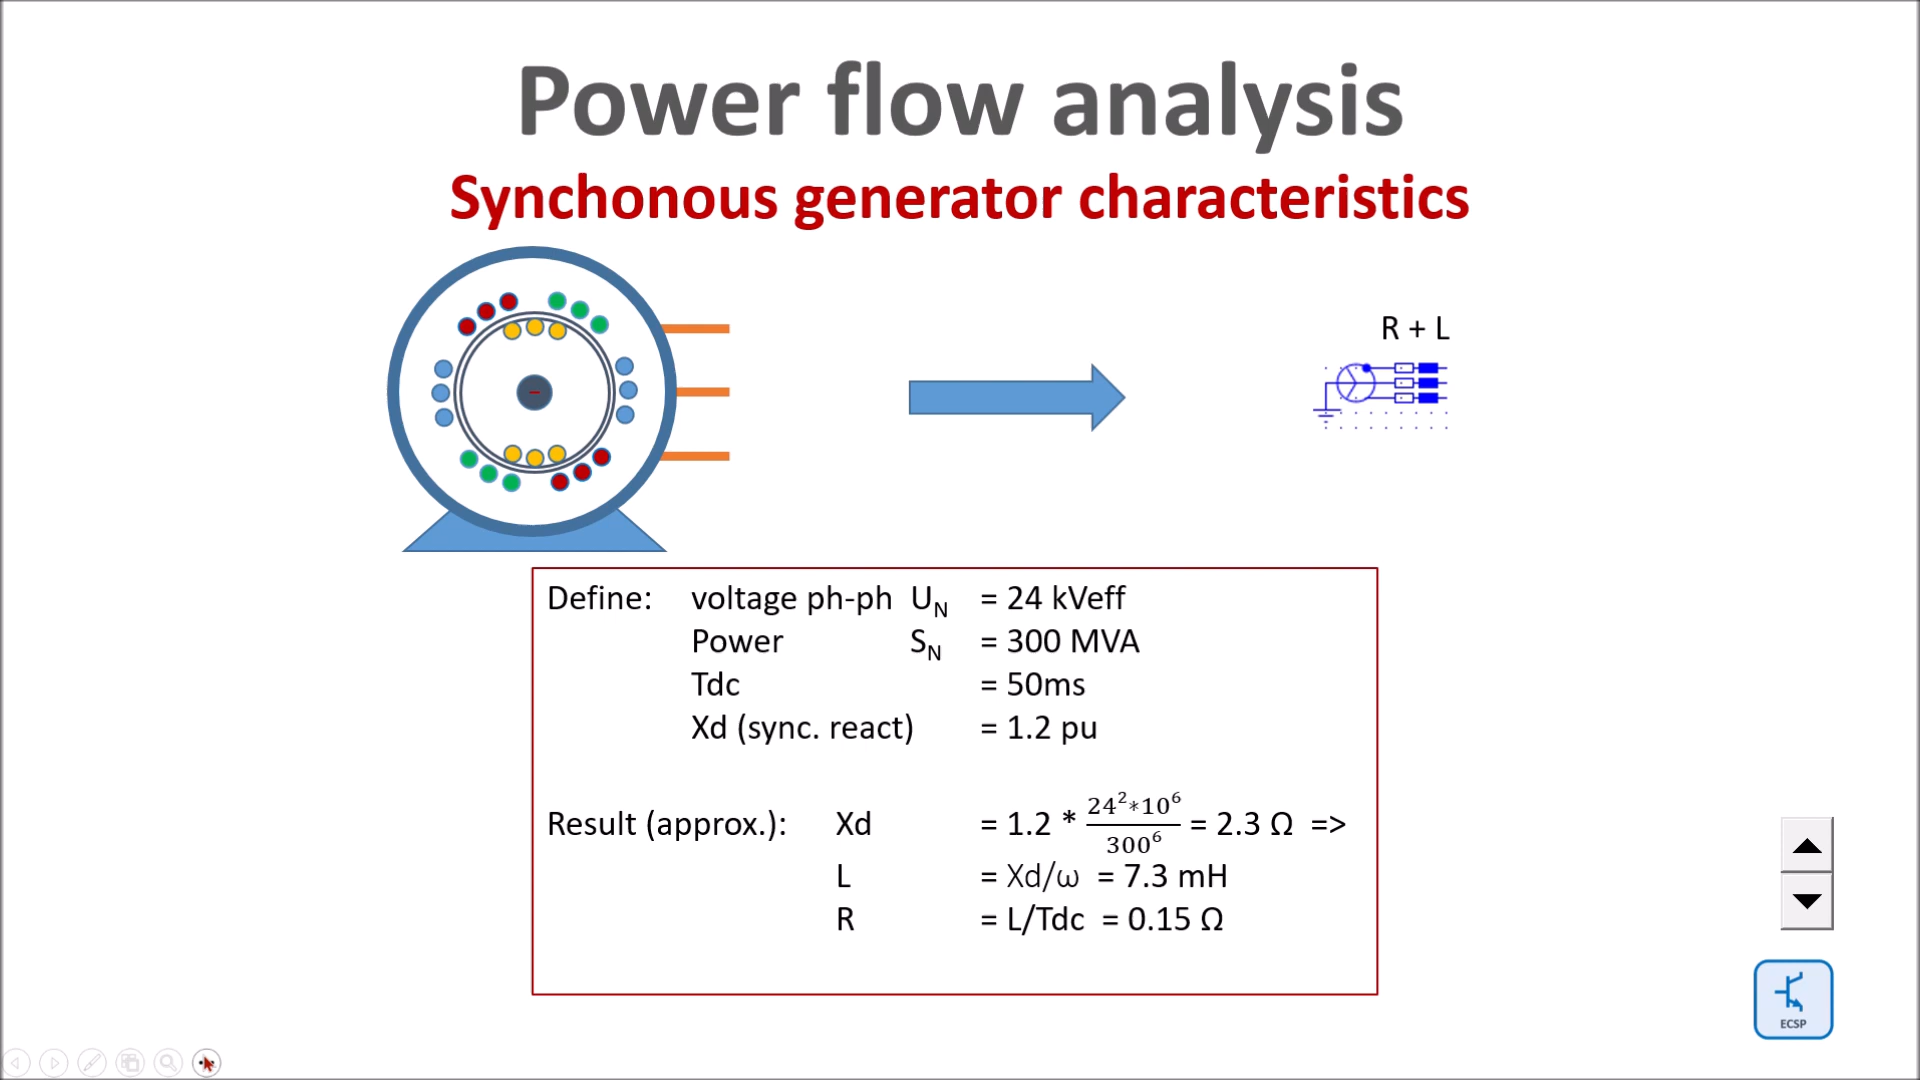 Power flow analysis
Synchonous generator characteristics
R + L
Define: voltage ph-ph U_N = 24 kVeff
Power S_N = 300 MVA
Tdc = 50ms
Xd (sync. react) = 1.2 pu
Result (approx.): Xd = 1.2 * 24²*10⁶/300⁶ = 2.3 Ω =>
L = Xd/ω = 7.3 mH
R = L/Tdc = 0.15 Ω
ECSP